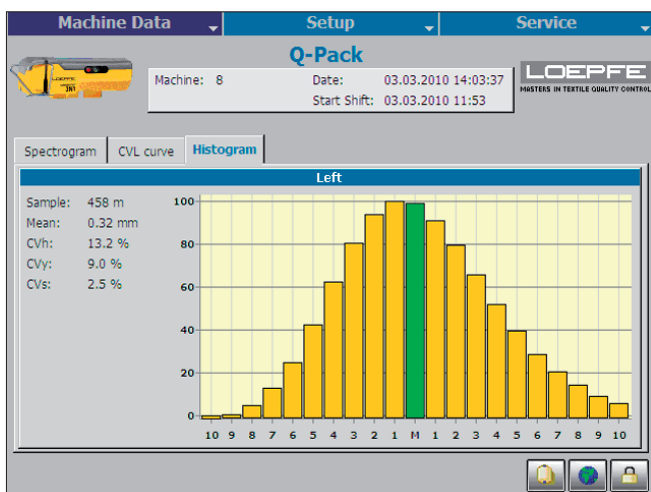 Machine Data Setup Service
Q-Pack
LOEPFE
3N1
Machine: 8 Date: 03.03.2010 14:03:37
Start Shift: 03.03.2010 11:53
LOEPFE
MASTERS IN TEXTILE QUALITY CONTROL
Spectrogram CVL curve Histogram
Left
Sample: 458 m
Mean: 0.32 mm
CVh: 13.2 %
CVy: 9.0 %
CVs: 2.5 %
100
80
60
40
20
0
10 9 8 7 6 5 4 3 2 1 M 1 2 3 4 5 6 7 8 9 10